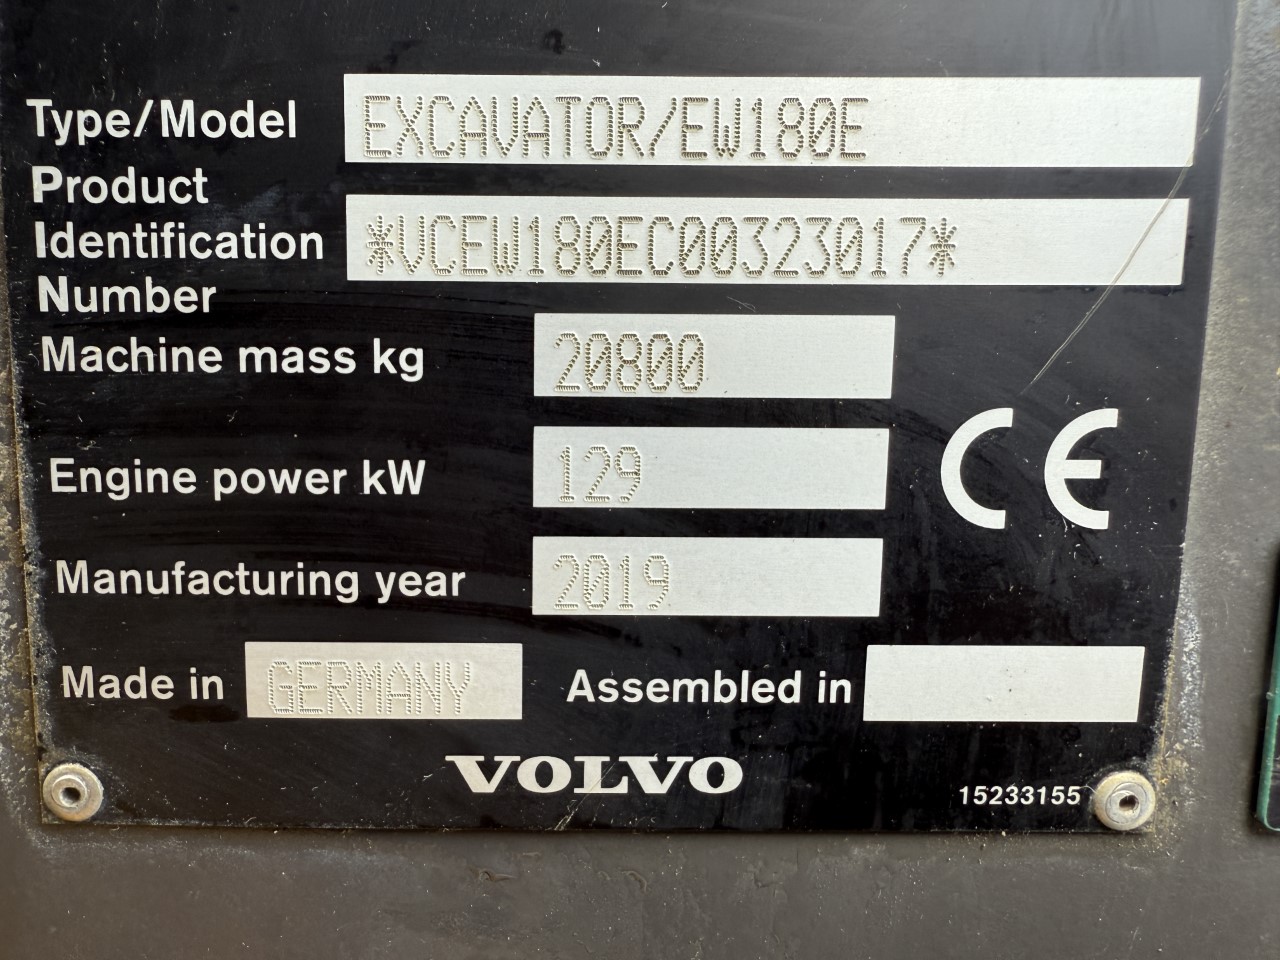 Type/Model EXCAVATOR/EW180E
Product
Identification *VCEW180EC00323017*
Number
Machine mass kg 20800
Engine power kW 129
CE
Manufacturing year 2019
Made in GERMANY Assembled in
VOLVO
15233155